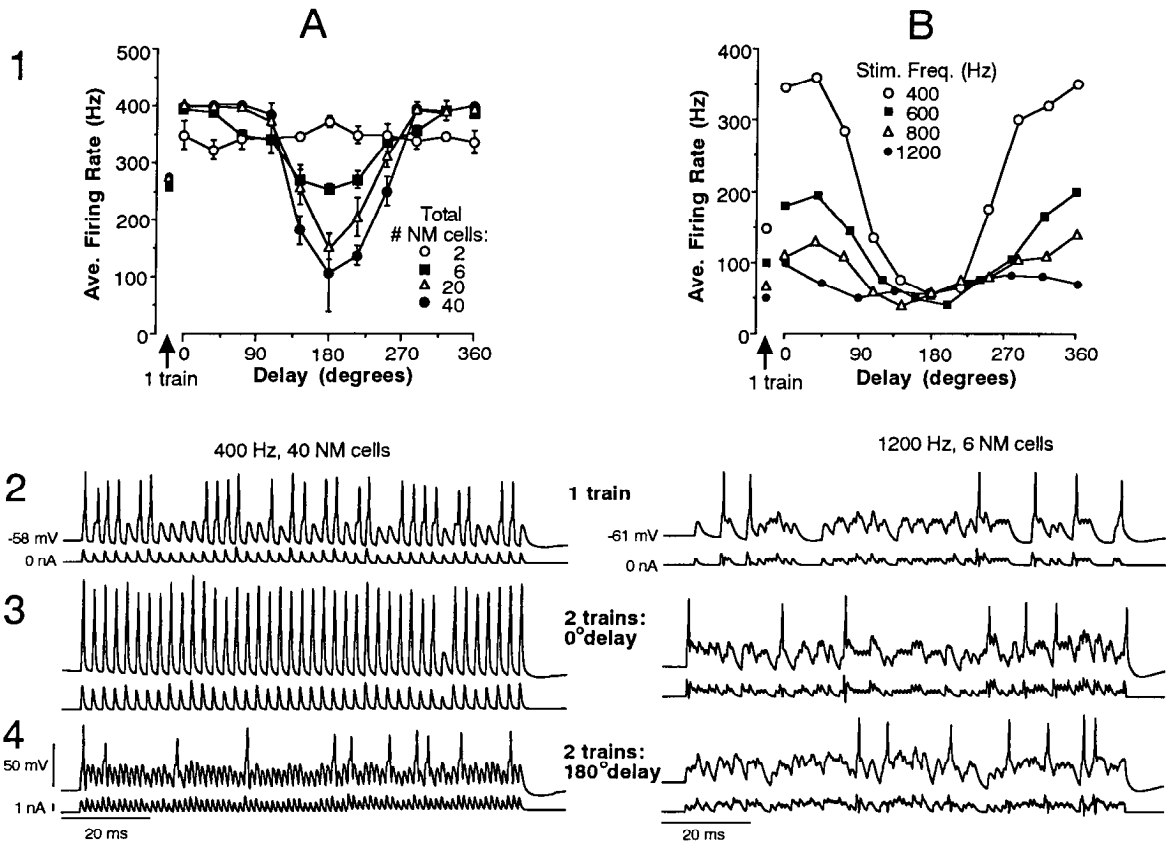 A
B
1
500
400
300
200
100
0
Ave. Firing Rate (Hz)
Total
# NM cells:
2
6
20
40
0 90 180 270 360
1 train
Delay (degrees)
400
300
200
100
0
Ave. Firing Rate (Hz)
Stim. Freq. (Hz)
400
600
800
1200
0 90 180 270 360
1 train
Delay (degrees)
400 Hz, 40 NM cells
1200 Hz, 6 NM cells
2
1 train
-58 mV
0 nA
-61 mV
0 nA
3
2 trains:
0°delay
4
2 trains:
180°delay
50 mV
1 nA
20 ms
20 ms